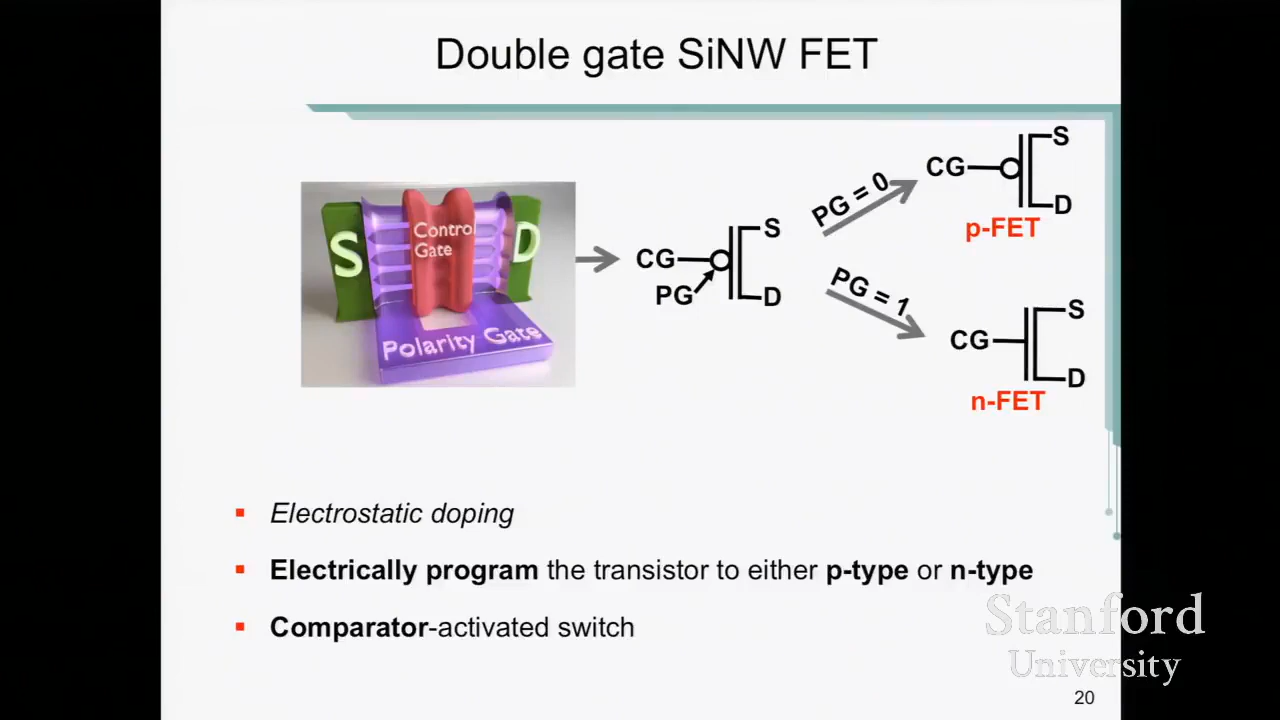 Double gate SiNW FET
S
Control
Gate
D
Polarity Gate
CG
PG
S
D
PG = 0
CG
S
D
p-FET
PG = 1
CG
S
D
n-FET
Electrostatic doping
Electrically program the transistor to either p-type or n-type
Comparator-activated switch
Stanford
University
20